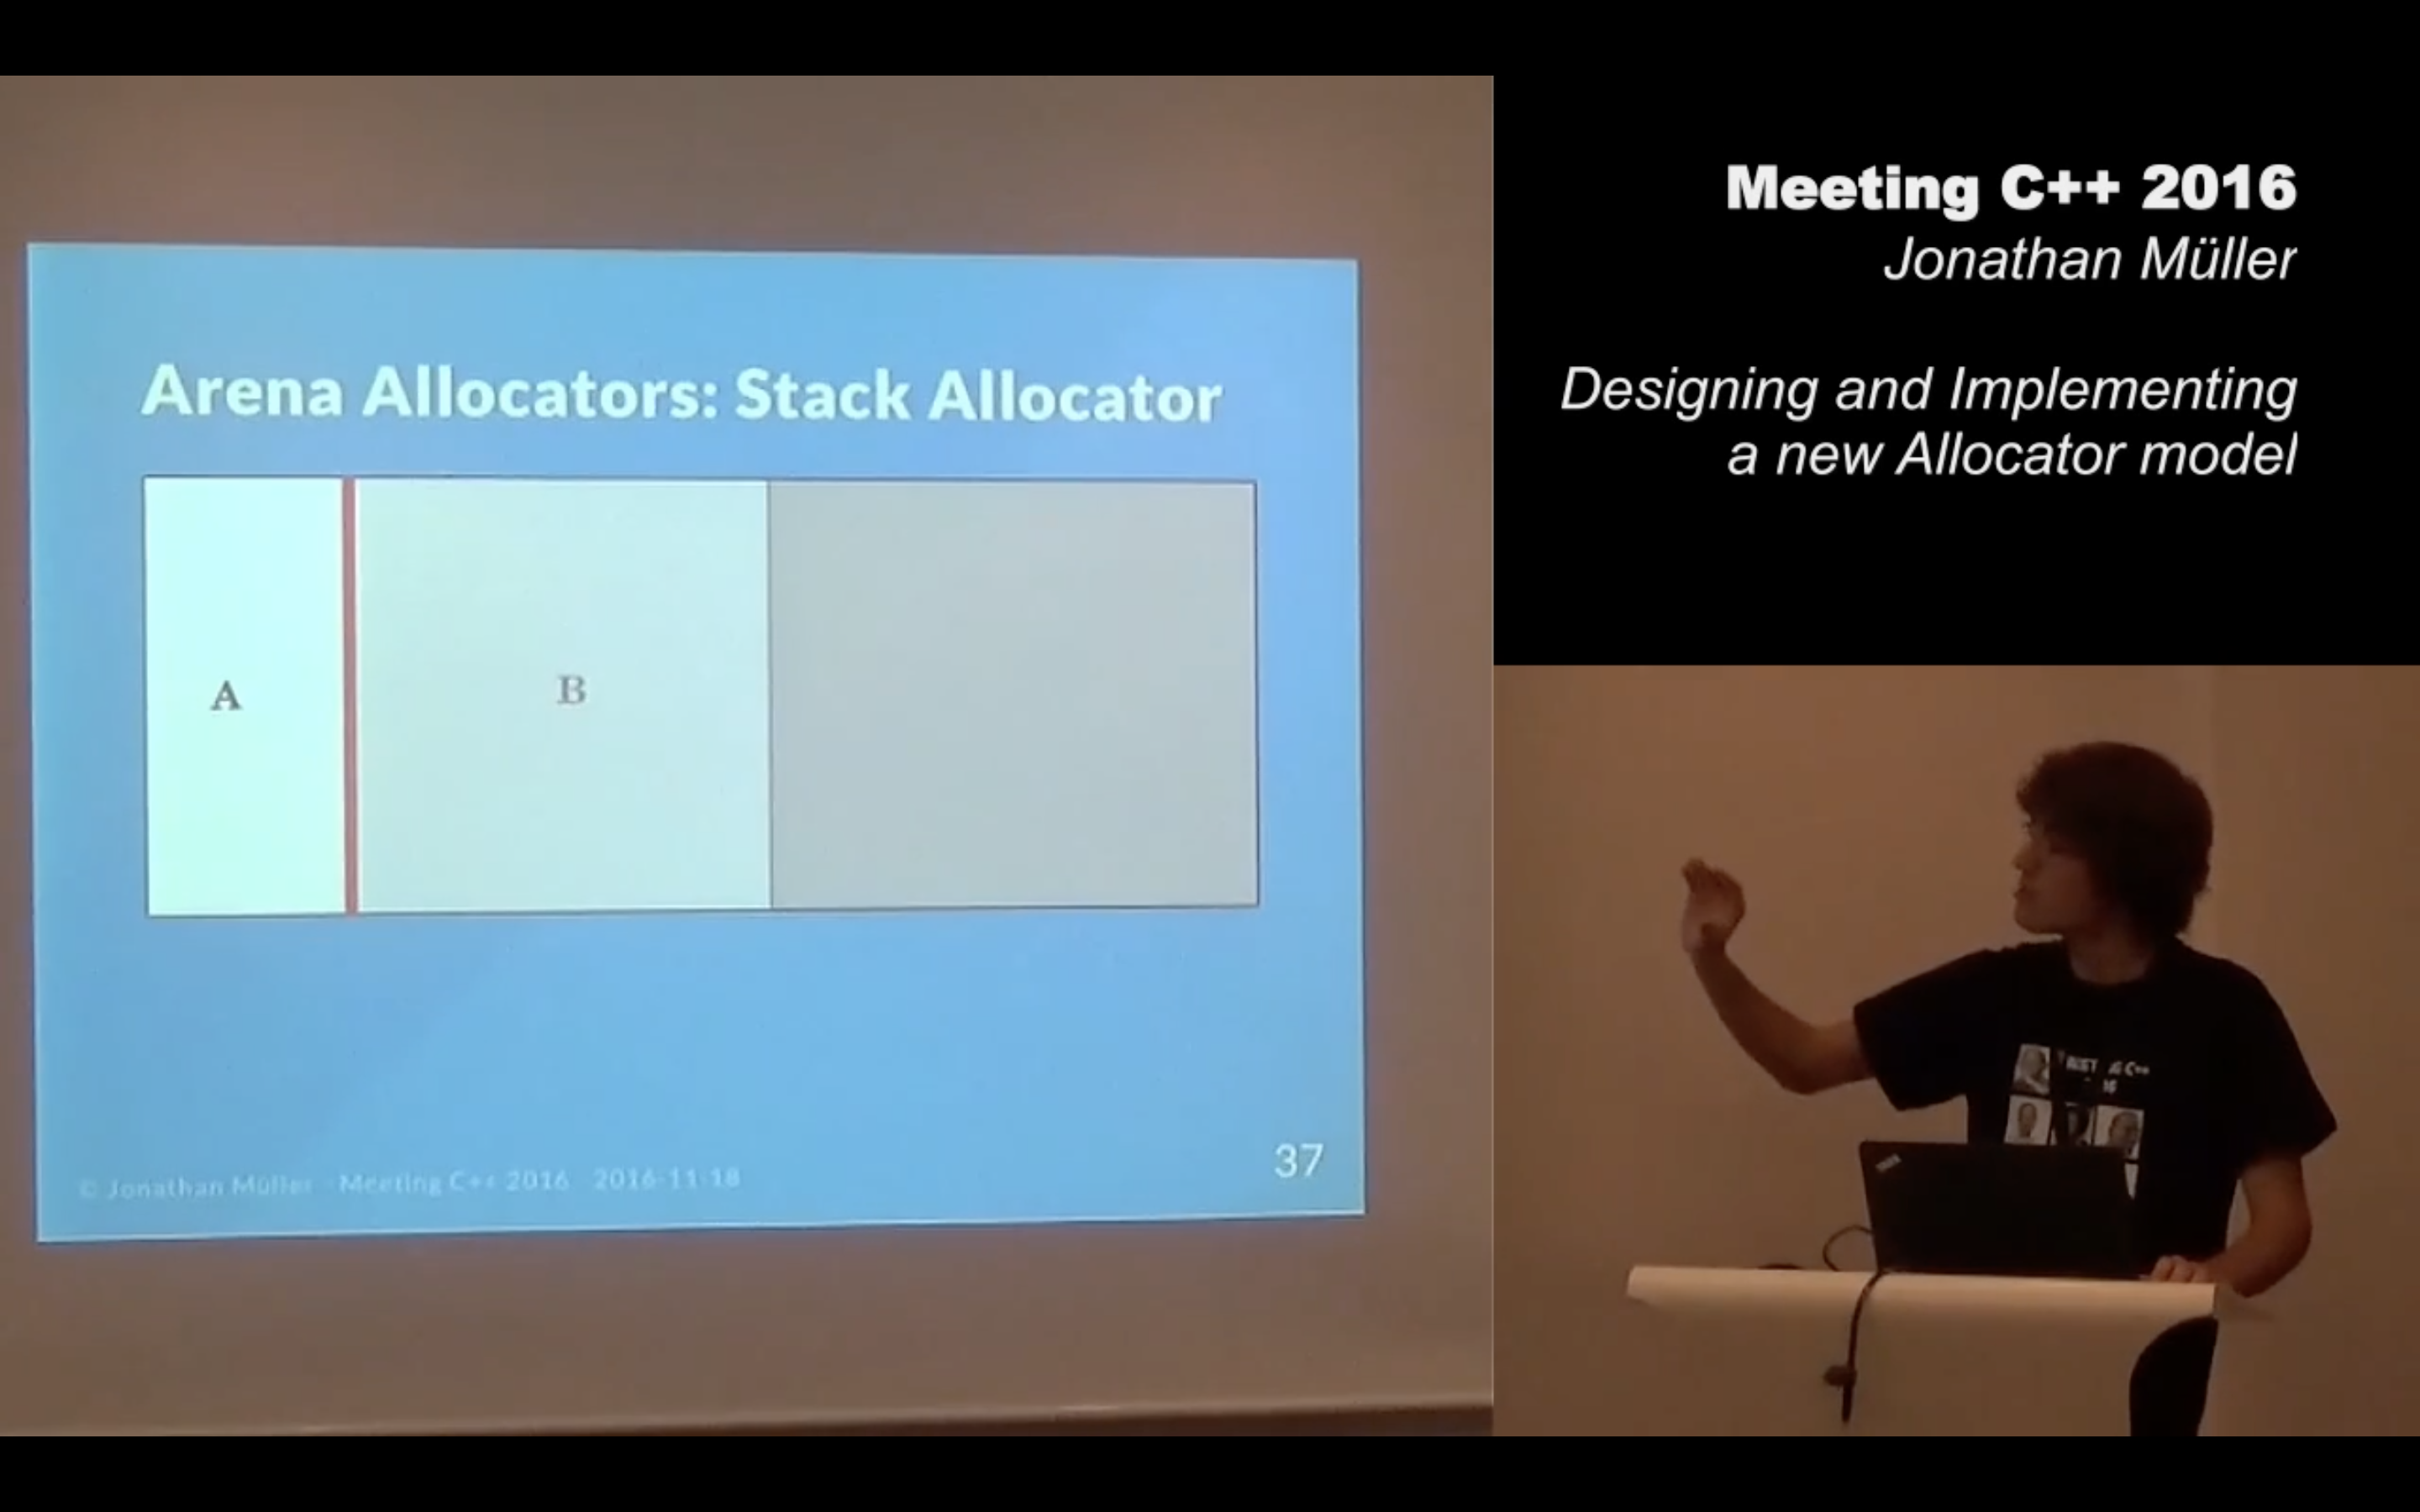 Meeting C++ 2016
Jonathan Müller
Designing and Implementing
a new Allocator model
Arena Allocators: Stack Allocator
A
B
37
© Jonathan Müller - Meeting C++ 2016 2016-11-18